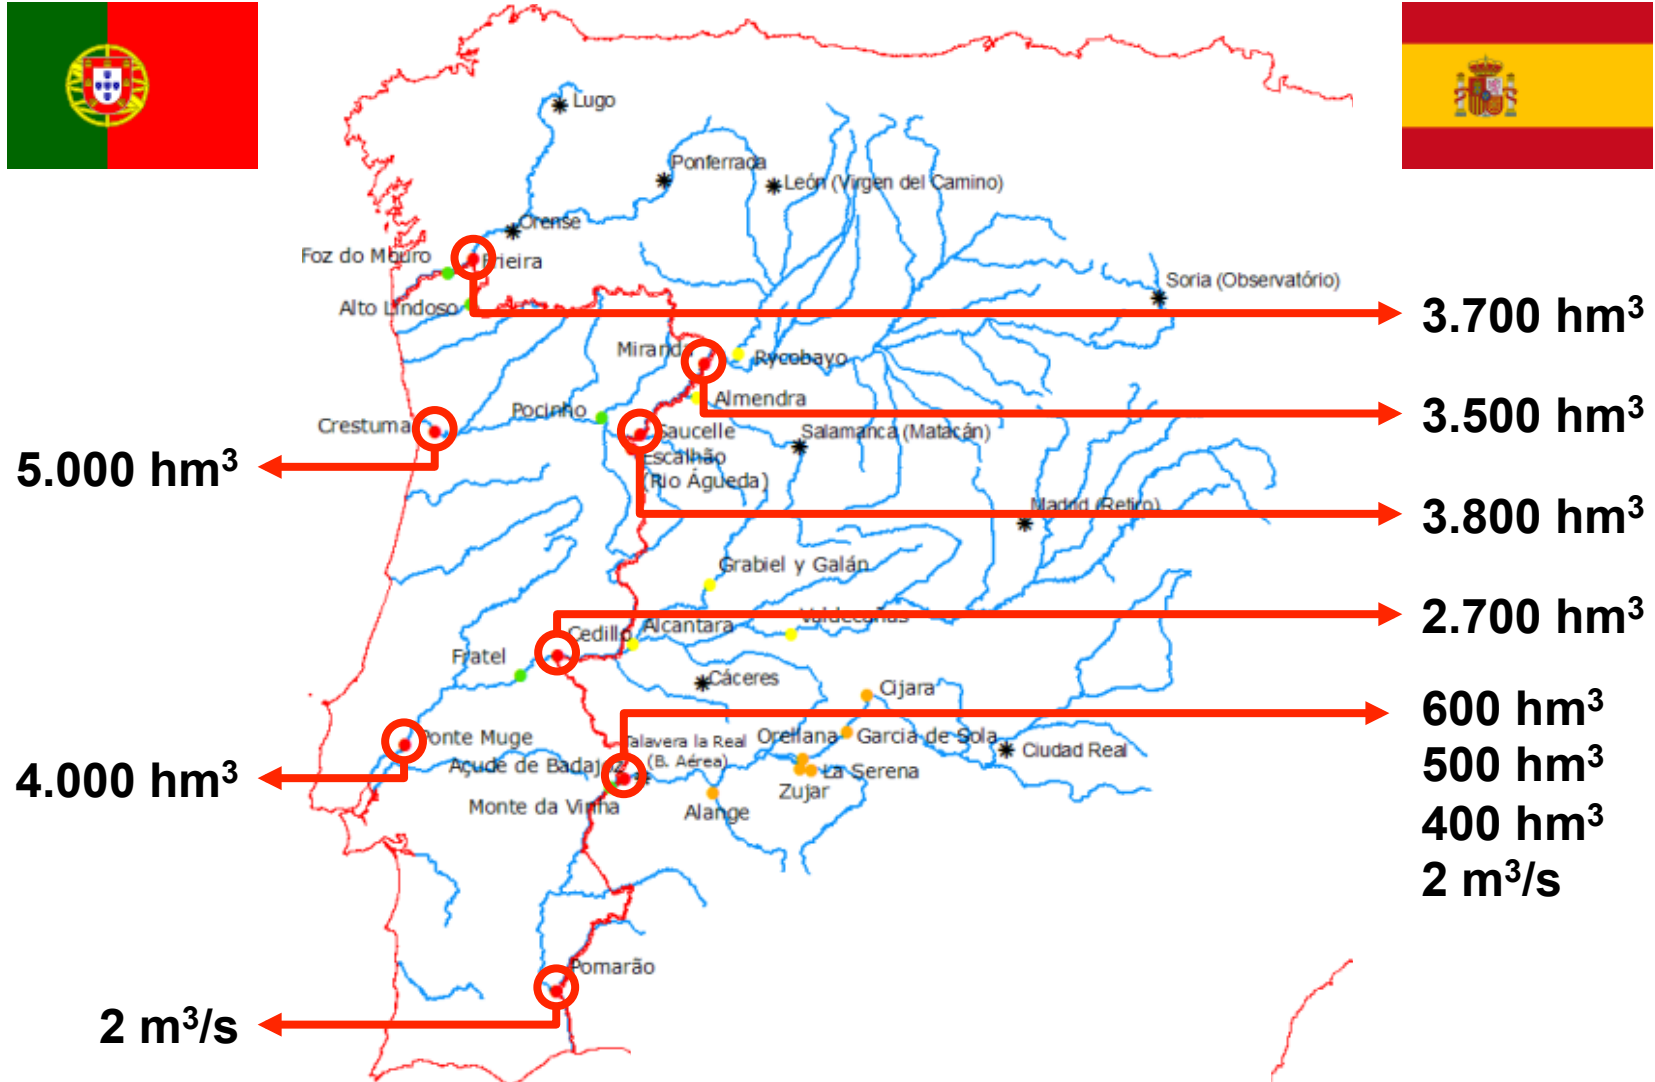 Lugo
Ponferrada
León (Virgen del Camino)
Orense
Foz do Mouro
Frieira
Soria (Observatório)
Alto Lindoso
3.700 hm³
Miranda
Rycobayo
Almendra
3.500 hm³
Pocinho
Crestuma
Saucelle
Salamanca (Matacán)
5.000 hm³
Escalhão
(Rio Águeda)
Madrid (Retiro)
3.800 hm³
Grabiel y Galán
Valdecañas
2.700 hm³
Alcantara
Cedillo
Fratel
Cáceres
Cijara
600 hm³
Ponte Muge
Talavera la Real
(B. Aérea)
Orellana
Garcia de Sola
Ciudad Real
500 hm³
4.000 hm³
Açude de Badajoz
La Serena
Zujar
Monte da Vinha
Alange
400 hm³
2 m³/s
Pomarão
2 m³/s